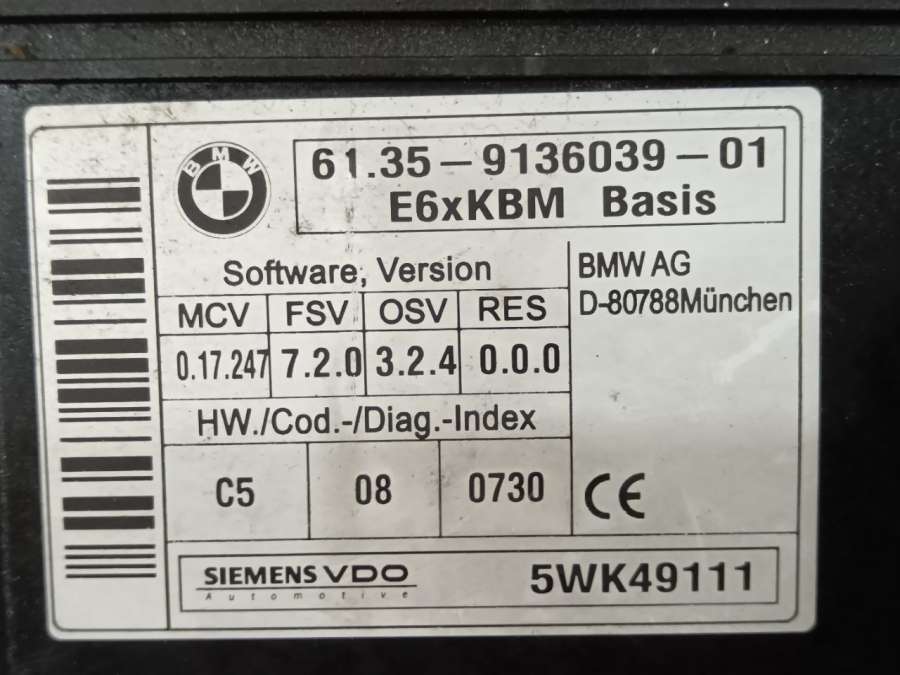 BMW
61.35-9136039-01
E6xKBM Basis
Software, Version
MCV FSV OSV RES
0.17.247 7.2.0 3.2.4 0.0.0
HW./Cod.-/Diag.-Index
C5 08 0730
BMW AG
D-80788München
CE
SIEMENS VDO
Automotive
5WK49111